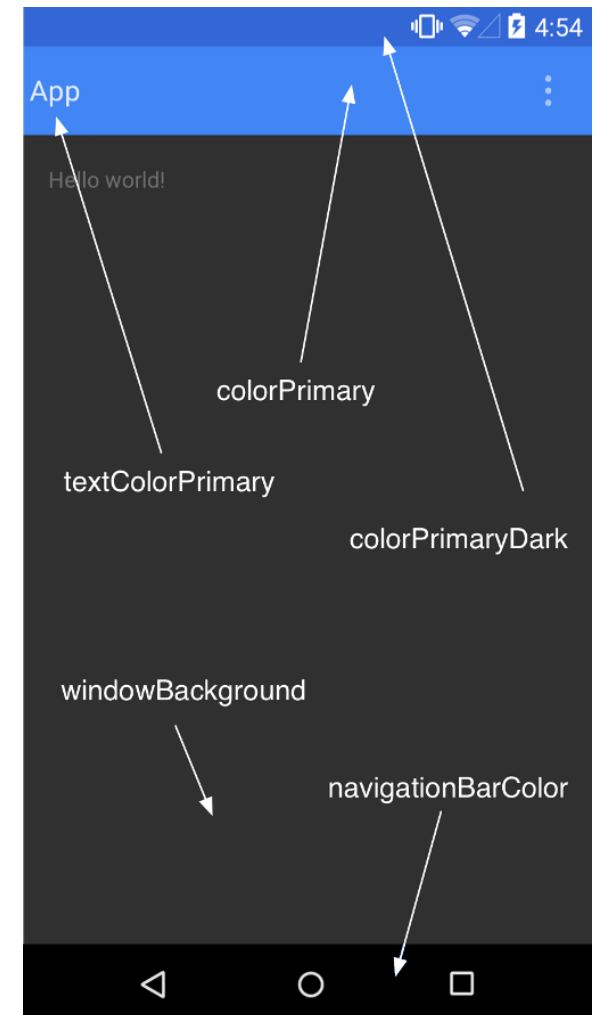 4:54
App
Hello world!
colorPrimary
textColorPrimary
colorPrimaryDark
windowBackground
navigationBarColor